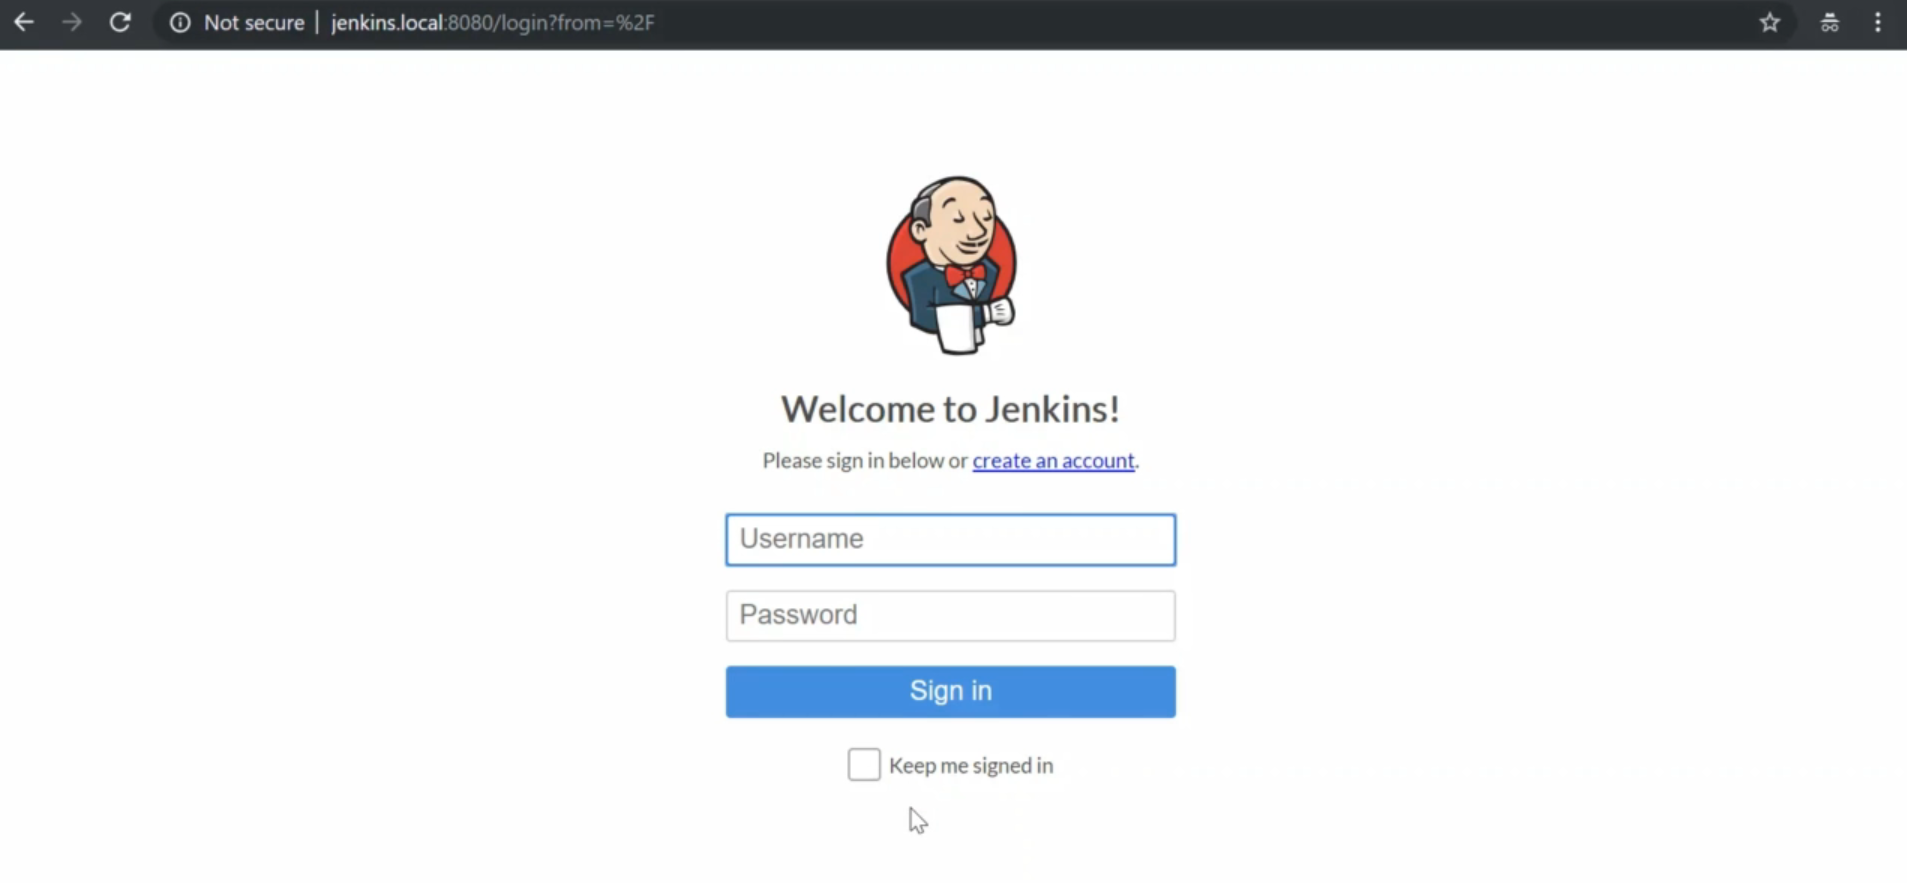 Not secure | jenkins.local:8080/login?from=%2F
Welcome to Jenkins!
Please sign in below or create an account.
Username
Password
Sign in
Keep me signed in